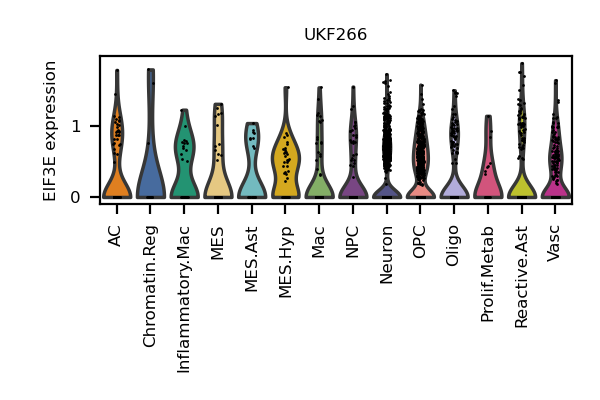 UKF266
EIF3E expression
1
0
AC
Chromatin.Reg
Inflammatory.Mac
MES
MES.Ast
MES.Hyp
Mac
NPC
Neuron
OPC
Oligo
Prolif.Metab
Reactive.Ast
Vasc